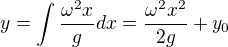 y = ∫ ω²x/g dx = ω²x²/2g + y₀